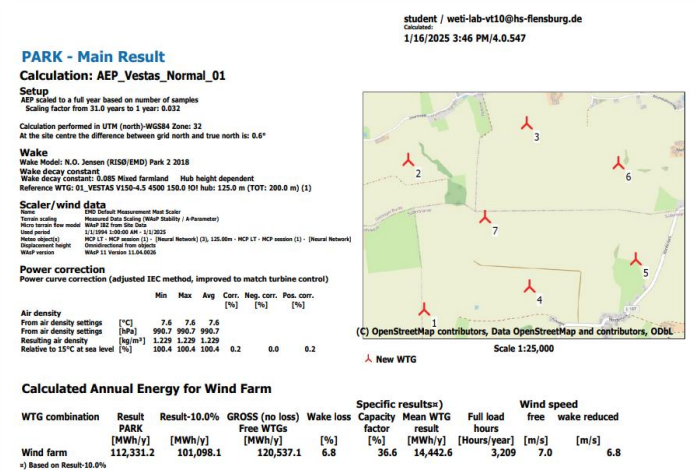 student / weti-lab-vt10@hs-flensburg.de
Calculated:
1/16/2025 3:46 PM/4.0.547
PARK - Main Result
Calculation: AEP_Vestas_Normal_01
Setup
AEP scaled to a full year based on number of samples
Scaling factor from 31.0 years to 1 year: 0.032
Calculation performed in UTM (north)-WGS84 Zone: 32
At the site centre the difference between grid north and true north is: 0.6°
Wake
Wake Model: N.O. Jensen (RISØ/EMD) Park 2 2018
Wake decay constant
Wake decay constant: 0.085 Mixed farmland Hub height dependent
Reference WTG: 01_VESTAS V150-4.5 4500 150.0 !O! hub: 125.0 m (TOT: 200.0 m) (1)
Scaler/wind data
Name EMD Default Measurement Mast Scaler
Terrain scaling Measured Data Scaling (WAsP Stability / A-Parameter)
Micro terrain flow model WAsP IBZ from Site Data
Used period 1/1/1994 1:00:00 AM - 1/1/2025
Meteo object(s) MCP LT - MCP session (1) - [Neural Network] (3), 125.00m - MCP LT - MCP session (1) - [Neural Network]
Displacement height Omnidirectional from objects
WAsP version WAsP 11 Version 11.04.0026
Power correction
Power curve correction (adjusted IEC method, improved to match turbine control)
Min Max Avg Corr. Neg. corr. Pos. corr.
[%] [%] [%]
Air density
From air density settings [°C] 7.6 7.6 7.6
From air density settings [hPa] 990.7 990.7 990.7
Resulting air density [kg/m³] 1.229 1.229 1.229
Relative to 15°C at sea level [%] 100.4 100.4 100.4 0.2 0.0 0.2
3
2
6
7
5
4
1
(C) OpenStreetMap contributors, Data OpenStreetMap and contributors, ODbL
Scale 1:25,000
New WTG
Calculated Annual Energy for Wind Farm
Specific results¤) Wind speed
WTG combination Result Result-10.0% GROSS (no loss) Wake loss Capacity Mean WTG Full load free wake reduced
PARK Free WTGs factor result hours
[MWh/y] [MWh/y] [MWh/y] [%] [%] [MWh/y] [Hours/year] [m/s] [m/s]
Wind farm 112,331.2 101,098.1 120,537.1 6.8 36.6 14,442.6 3,209 7.0 6.8
¤) Based on Result-10.0%